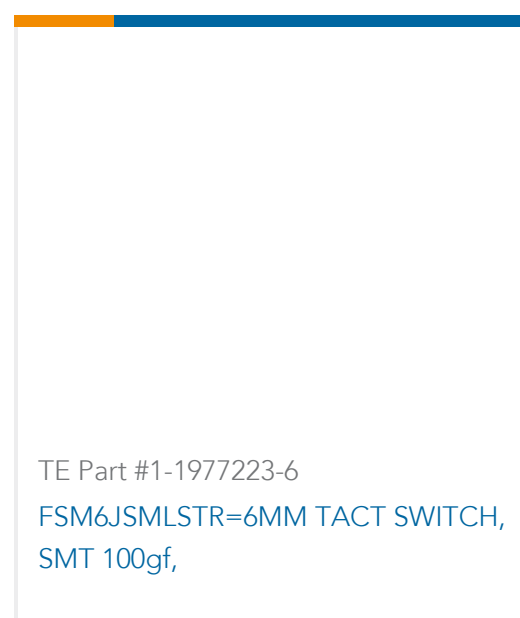 TE Part #1-1977223-6
FSM6JSMLSTR=6MM TACT SWITCH,
SMT 100gf,